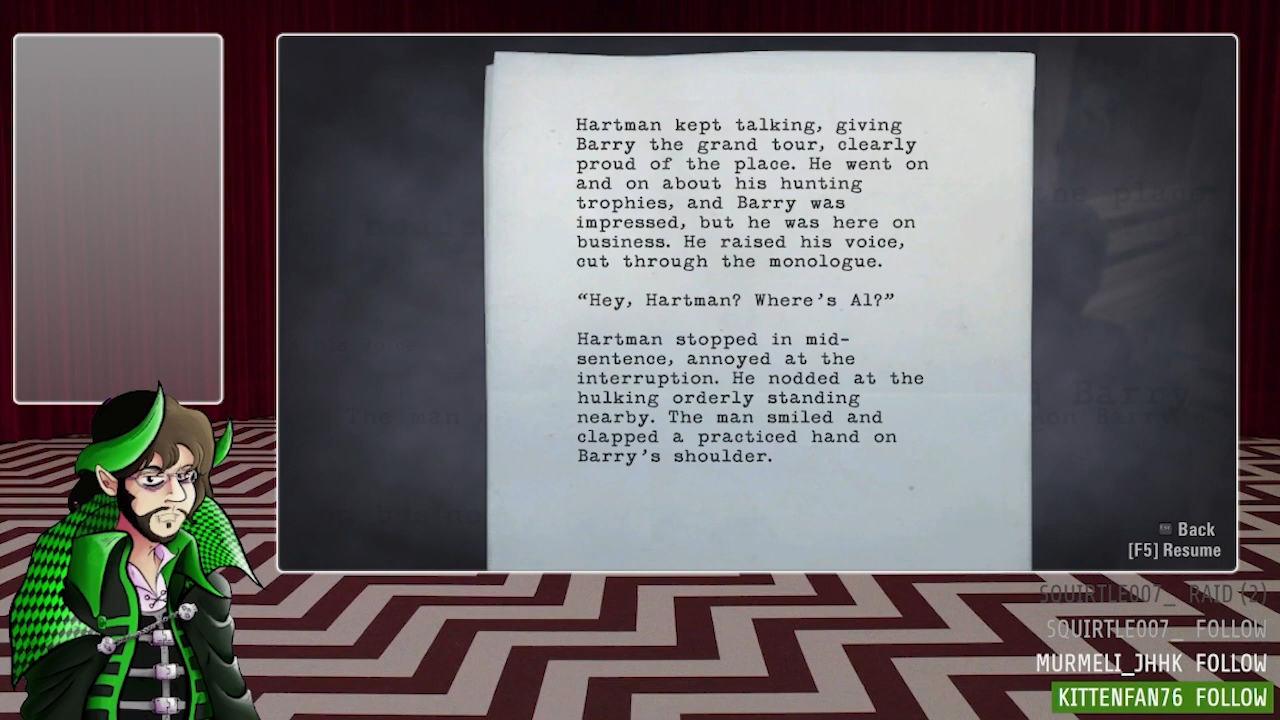 Hartman kept talking, giving
Barry the grand tour, clearly
proud of the place. He went on
and on about his hunting
trophies, and Barry was
impressed, but he was here on
business. He raised his voice,
cut through the monologue.
“Hey, Hartman? Where’s Al?”
Hartman stopped in mid-
sentence, annoyed at the
interruption. He nodded at the
hulking orderly standing
nearby. The man smiled and
clapped a practiced hand on
Barry’s shoulder.
The man
Barry
Esc Back
[F5] Resume
SQUIRTLE007_ RAID (2)
SQUIRTLE007_ FOLLOW
MURMELI_JHHK FOLLOW
KITTENFAN76 FOLLOW